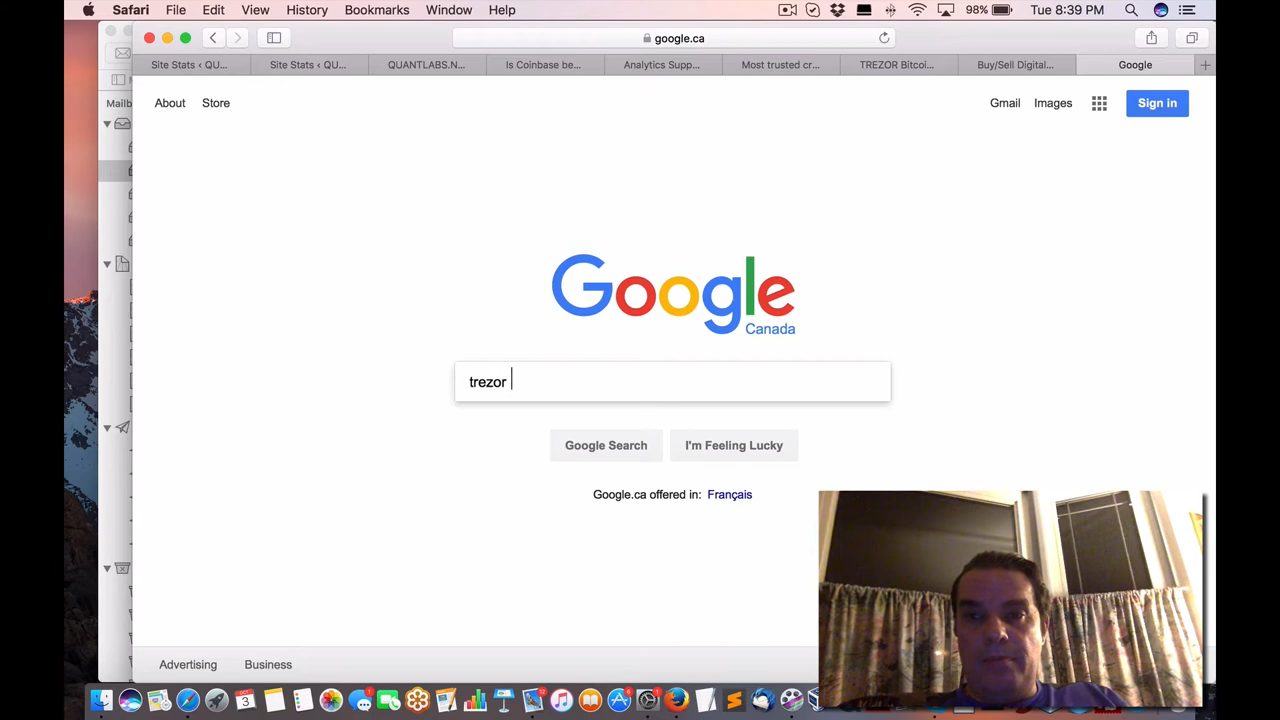 Safari File Edit View History Bookmarks Window Help 98% Tue 8:39 PM
google.ca
Site Stats ‹ QU... Site Stats ‹ QU... QUANTLABS.N... Is Coinbase be... Analytics Supp... Most trusted cr... TREZOR Bitcoi... Buy/Sell Digital... Google
Mailb
About Store Gmail Images Sign in
Google
Canada
trezor
Google Search I'm Feeling Lucky
Google.ca offered in: Français
Advertising Business